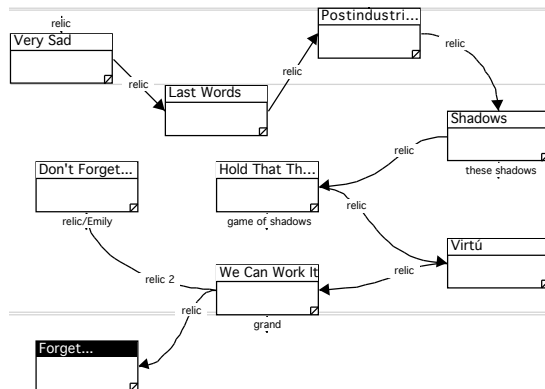 relic
Very Sad
Postindustri...
relic
relic
relic
Last Words
Shadows
relic
these shadows
Don't Forget...
Hold That Th...
relic/Emily
game of shadows
relic
Virtú
relic 2
We Can Work It
relic
relic
grand
Forget...